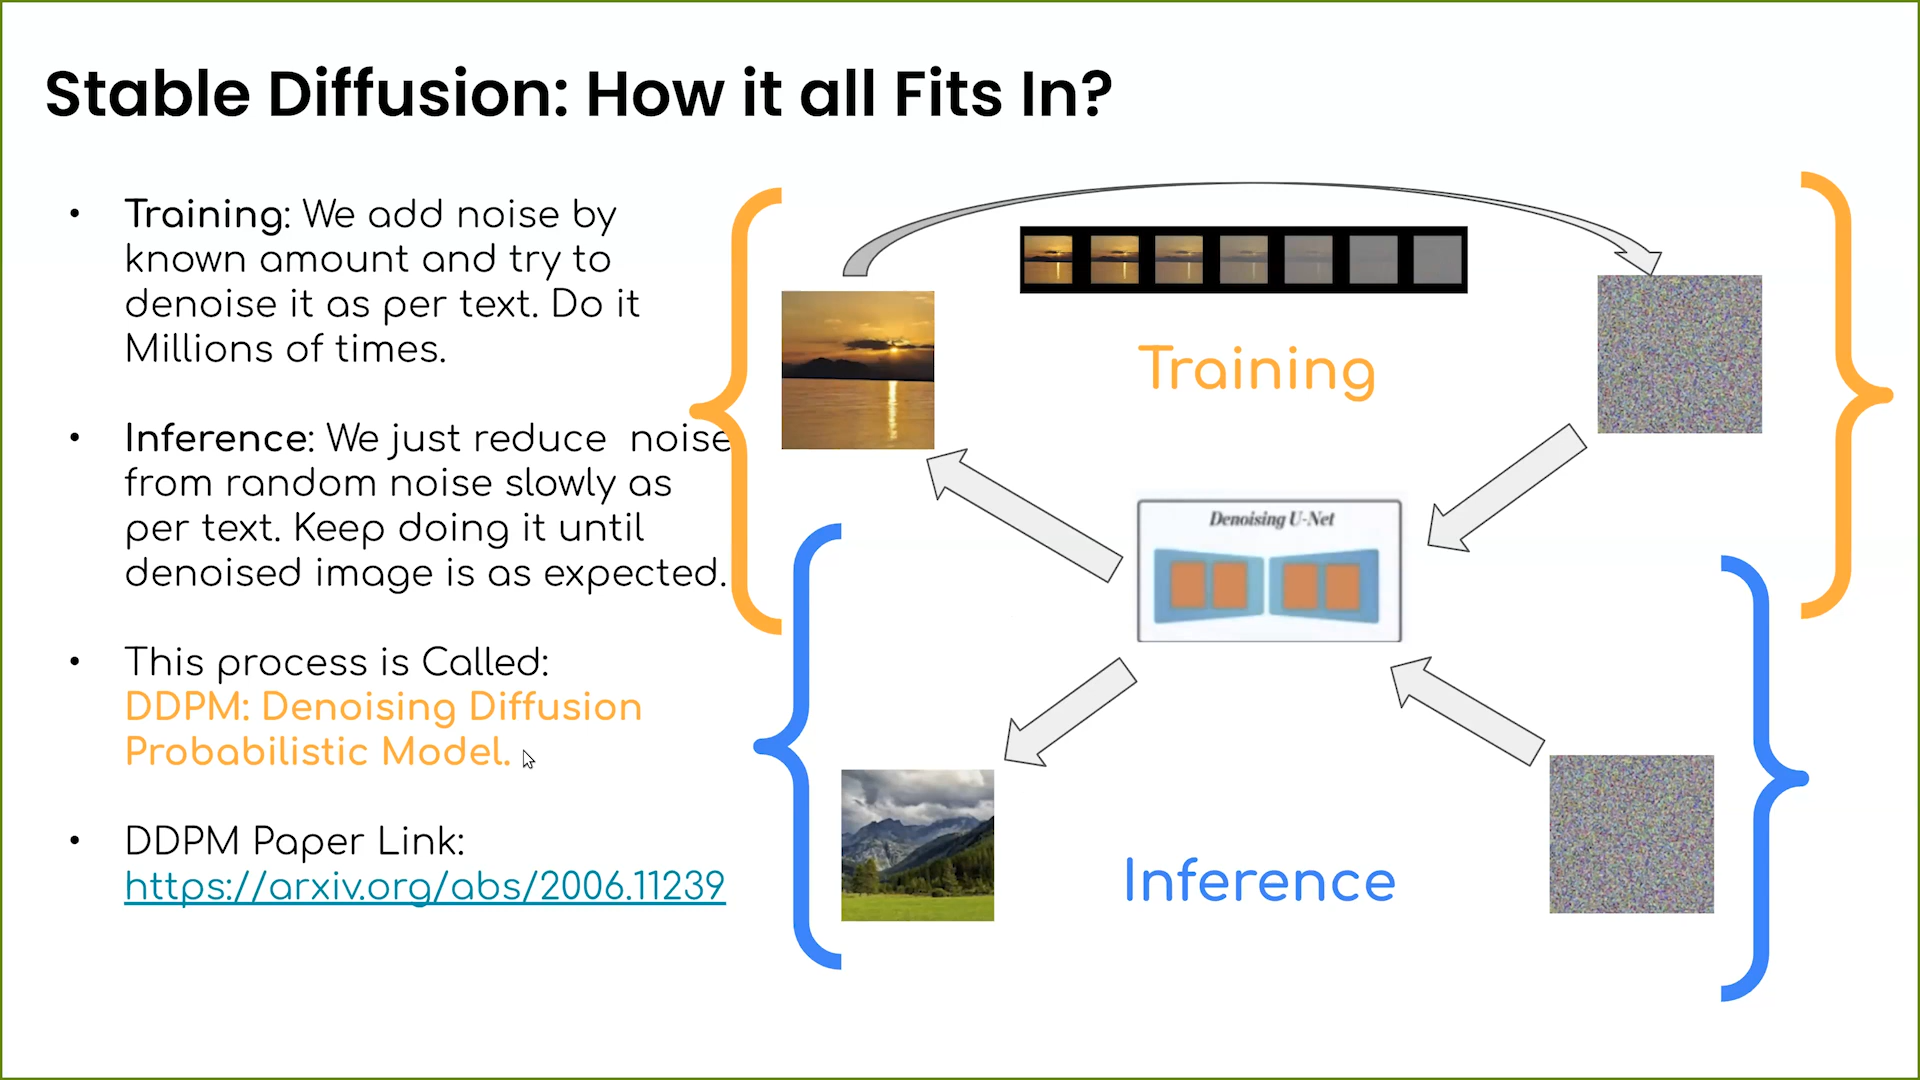 Stable Diffusion: How it all Fits In?
• Training: We add noise by
known amount and try to
denoise it as per text. Do it
Millions of times.
• Inference: We just reduce  noise
from random noise slowly as
per text. Keep doing it until
denoised image is as expected.
• This process is Called:
DDPM: Denoising Diffusion
Probabilistic Model.
• DDPM Paper Link:
https://arxiv.org/abs/2006.11239
Training
Denoising U-Net
Inference